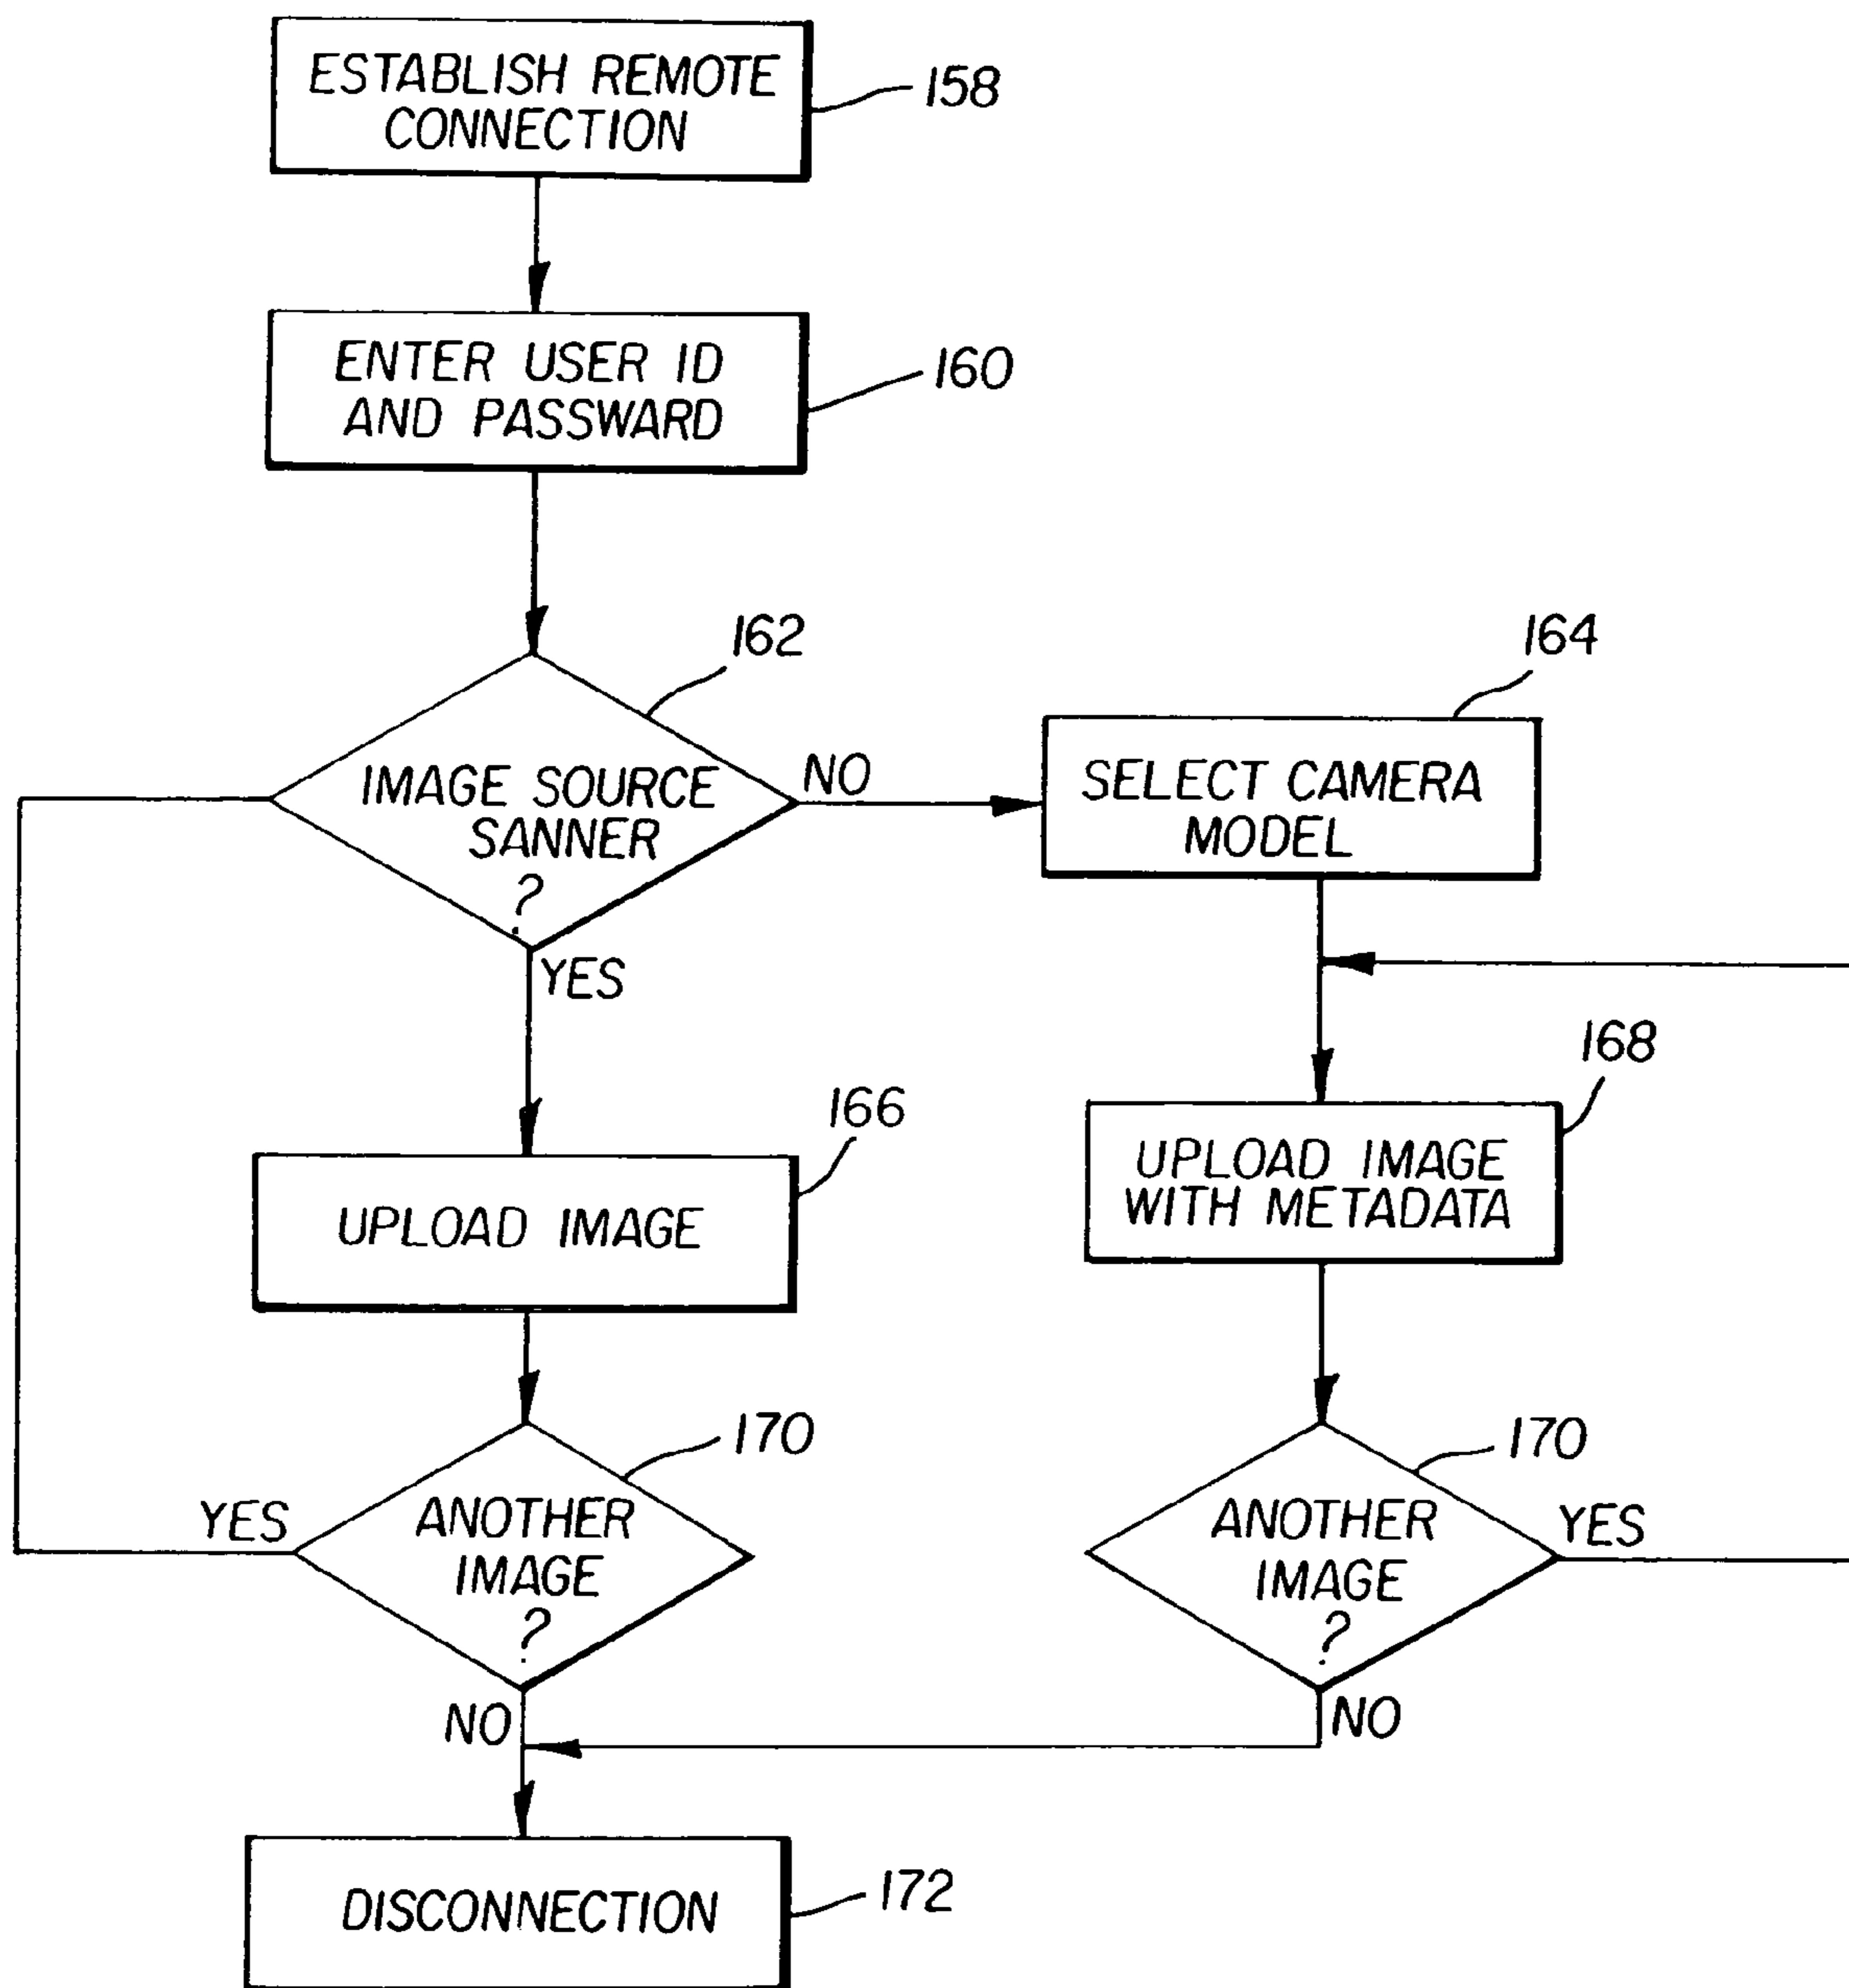 ESTABLISH REMOTE
CONNECTION
158
ENTER USER ID
AND PASSWARD
160
162
IMAGE SOURCE
SANNER
?
NO
YES
164
SELECT CAMERA
MODEL
166
UPLOAD IMAGE
168
UPLOAD IMAGE
WITH METADATA
170
ANOTHER
IMAGE
?
YES
NO
170
ANOTHER
IMAGE
?
YES
NO
DISCONNECTION
172